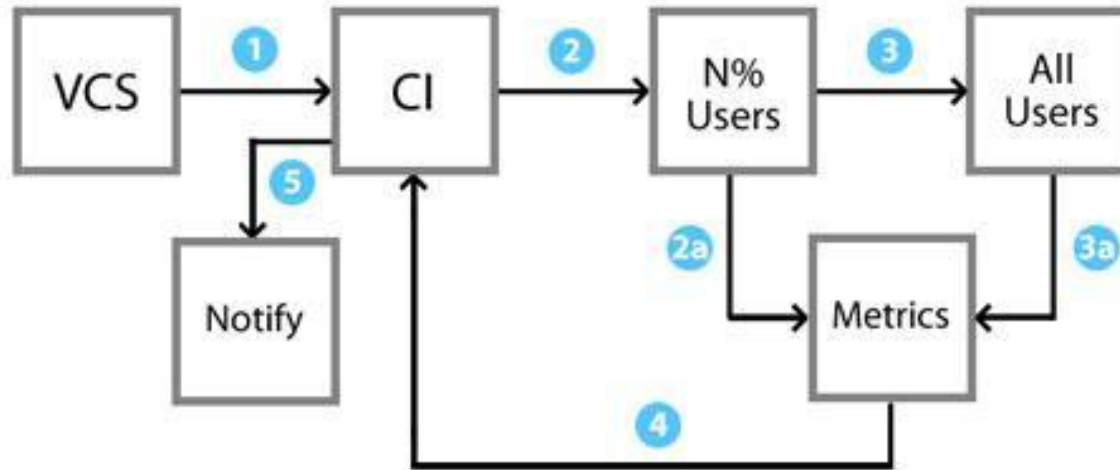 1
2
3
VCS
CI
N%
Users
All
Users
5
2a
3a
Notify
Metrics
4